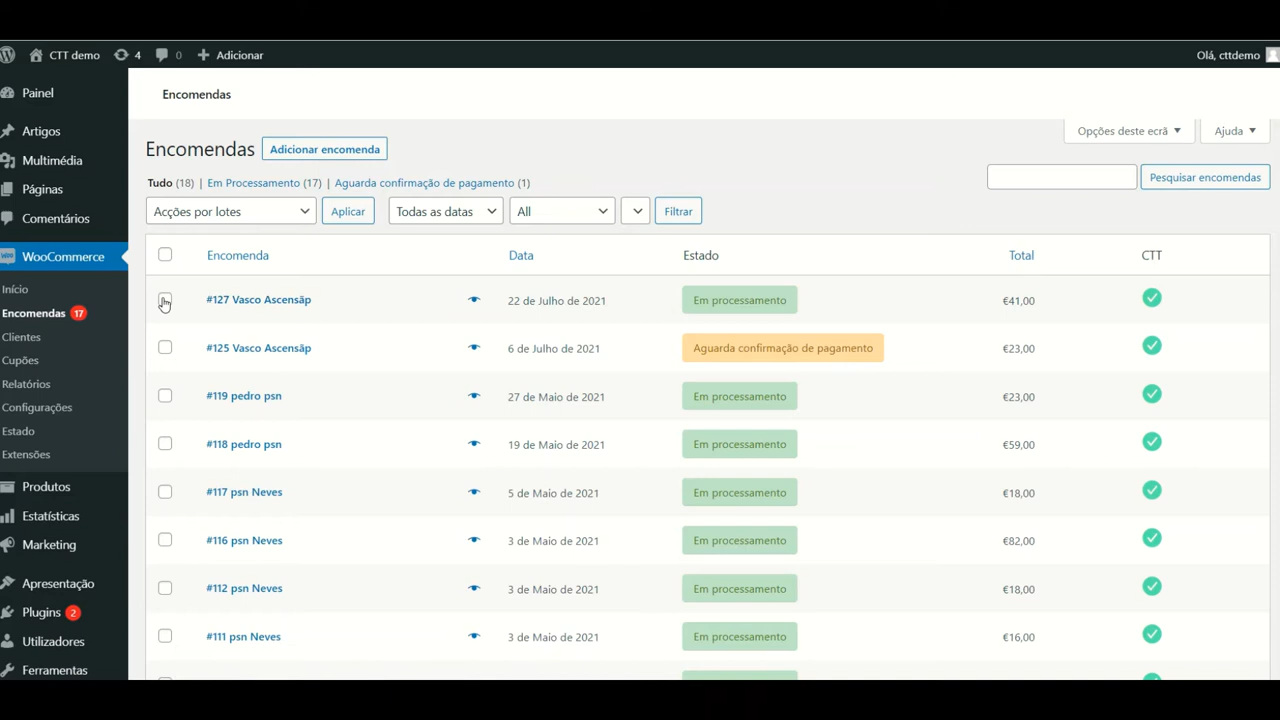 CTT demo 4 0 Adicionar Olá, cttdemo
Painel
Artigos
Multimédia
Páginas
Comentários
WooCommerce
Início
Encomendas 17
Clientes
Cupões
Relatórios
Configurações
Estado
Extensões
Produtos
Estatísticas
Marketing
Apresentação
Plugins 2
Utilizadores
Ferramentas
Encomendas
Opções deste ecrã Ajuda
Encomendas Adicionar encomenda
Tudo (18) | Em Processamento (17) | Aguarda confirmação de pagamento (1)
Pesquisar encomendas
Acções por lotes Aplicar Todas as datas All Filtrar
Encomenda Data Estado Total CTT
#127 Vasco Ascensãp 22 de Julho de 2021 Em processamento €41,00
#125 Vasco Ascensãp 6 de Julho de 2021 Aguarda confirmação de pagamento €23,00
#119 pedro psn 27 de Maio de 2021 Em processamento €23,00
#118 pedro psn 19 de Maio de 2021 Em processamento €59,00
#117 psn Neves 5 de Maio de 2021 Em processamento €18,00
#116 psn Neves 3 de Maio de 2021 Em processamento €82,00
#112 psn Neves 3 de Maio de 2021 Em processamento €18,00
#111 psn Neves 3 de Maio de 2021 Em processamento €16,00